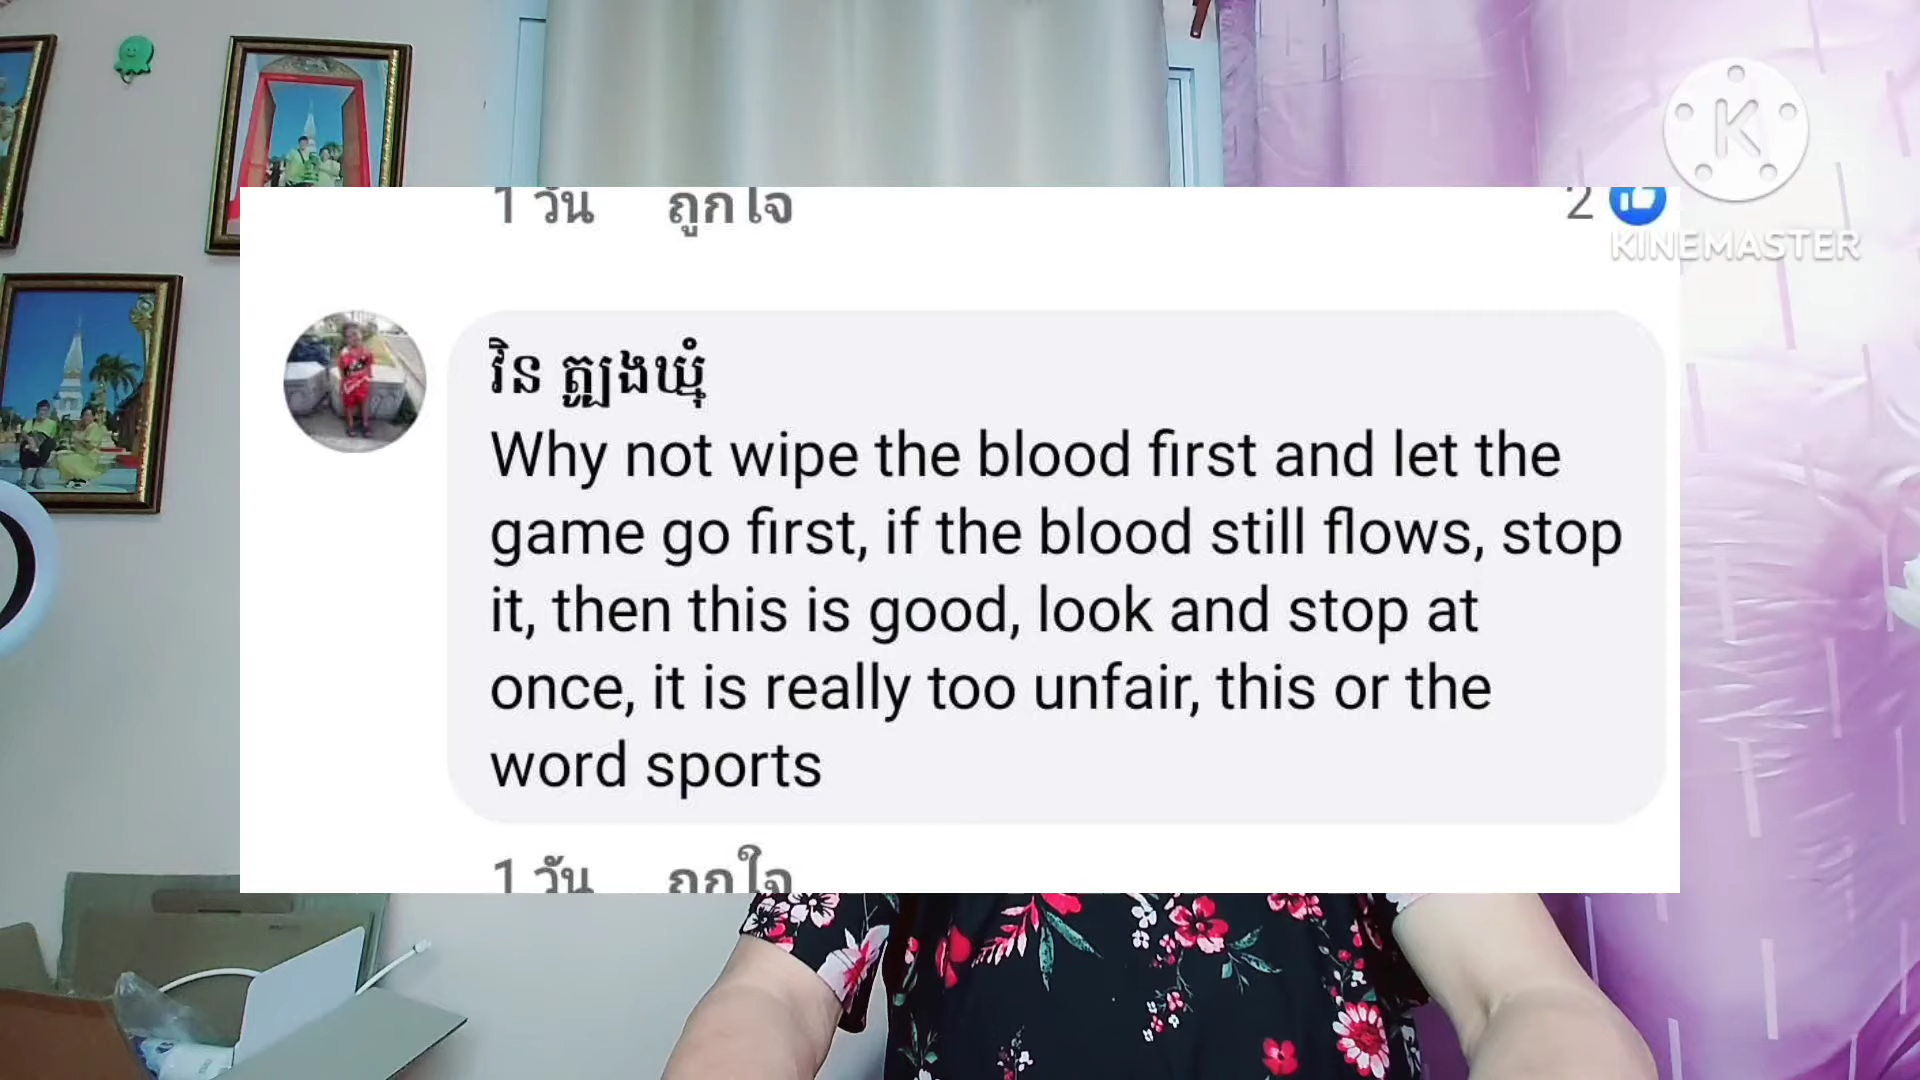 1 วัน ถูกใจ 2
K
KINEMASTER
វិន ត្បូងឃ្មុំ
Why not wipe the blood first and let the
game go first, if the blood still flows, stop
it, then this is good, look and stop at
once, it is really too unfair, this or the
word sports
1 วัน ถูกใจ